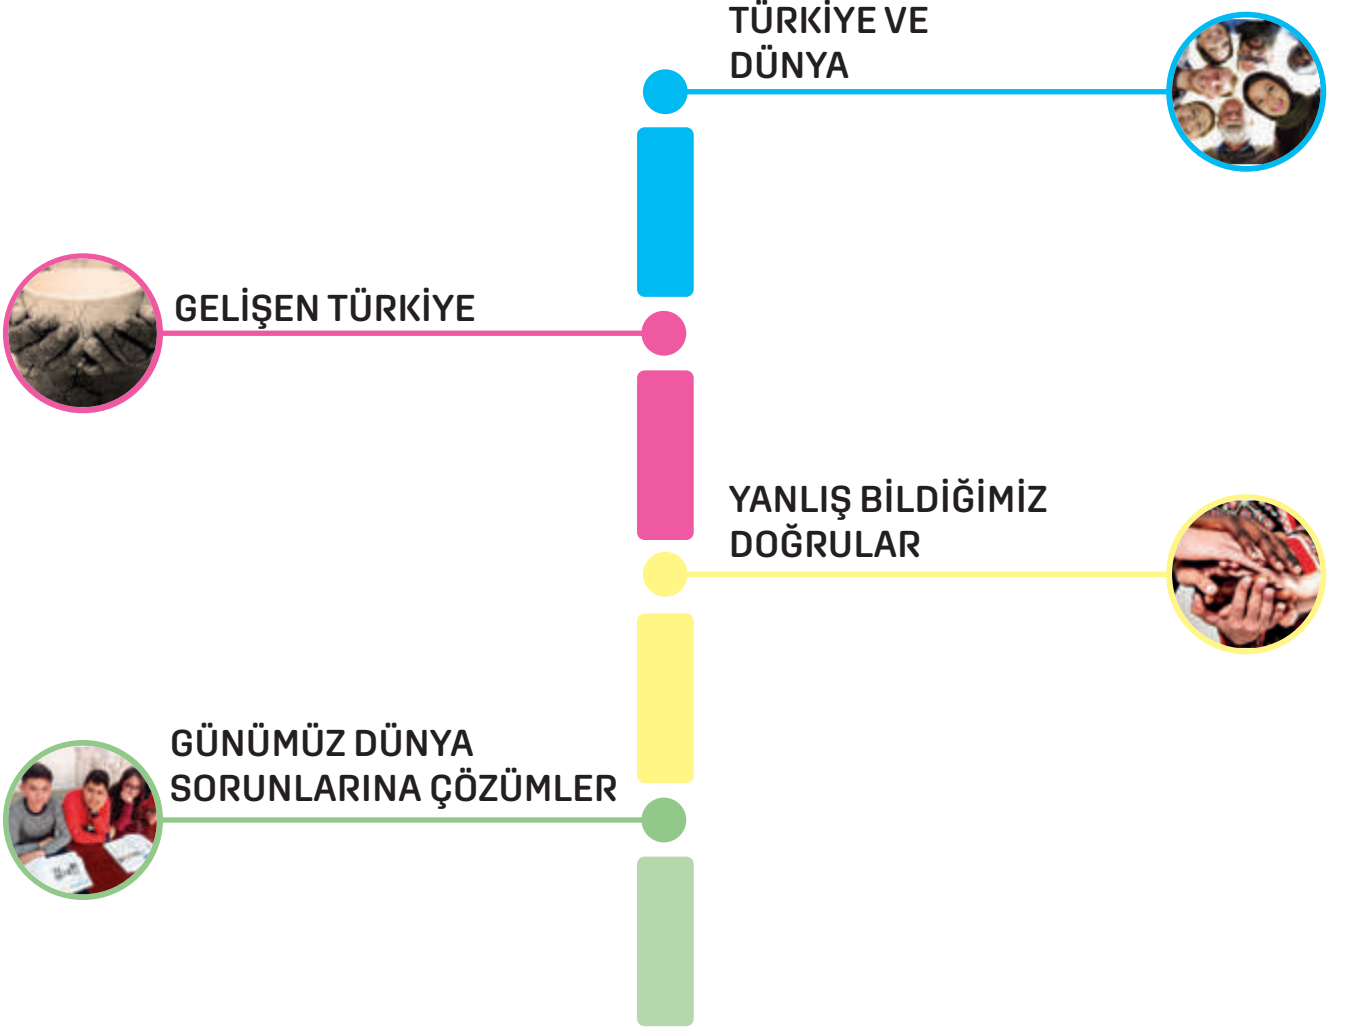 TÜRKİYE VE
DÜNYA
GELİŞEN TÜRKİYE
YANLIŞ BİLDİĞİMİZ
DOĞRULAR
GÜNÜMÜZ DÜNYA
SORUNLARINA ÇÖZÜMLER